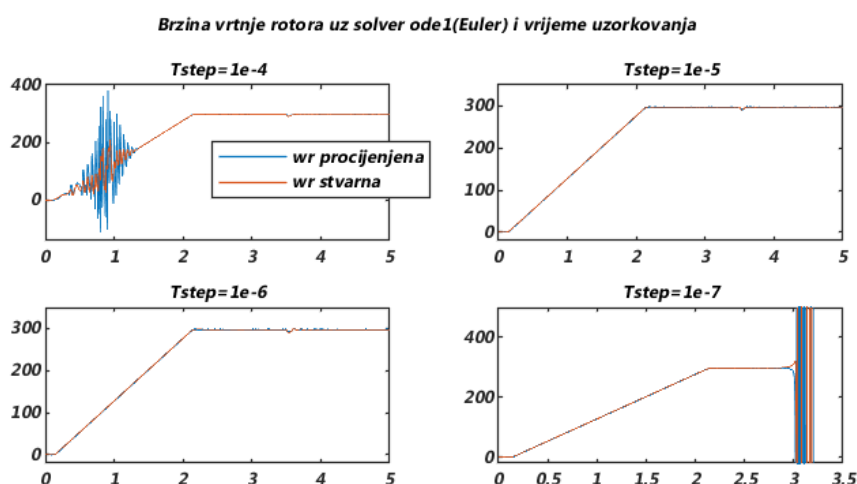 Brzina vrtnje rotora uz solver ode1(Euler) i vrijeme uzorkovanja
Tstep=1e-4
400
200
0
0 1 2 3 4 5
wr procijenjena
wr stvarna
Tstep=1e-5
300
200
100
0
0 1 2 3 4 5
Tstep=1e-6
300
200
100
0
0 1 2 3 4 5
Tstep=1e-7
400
200
0
0 0.5 1 1.5 2 2.5 3 3.5